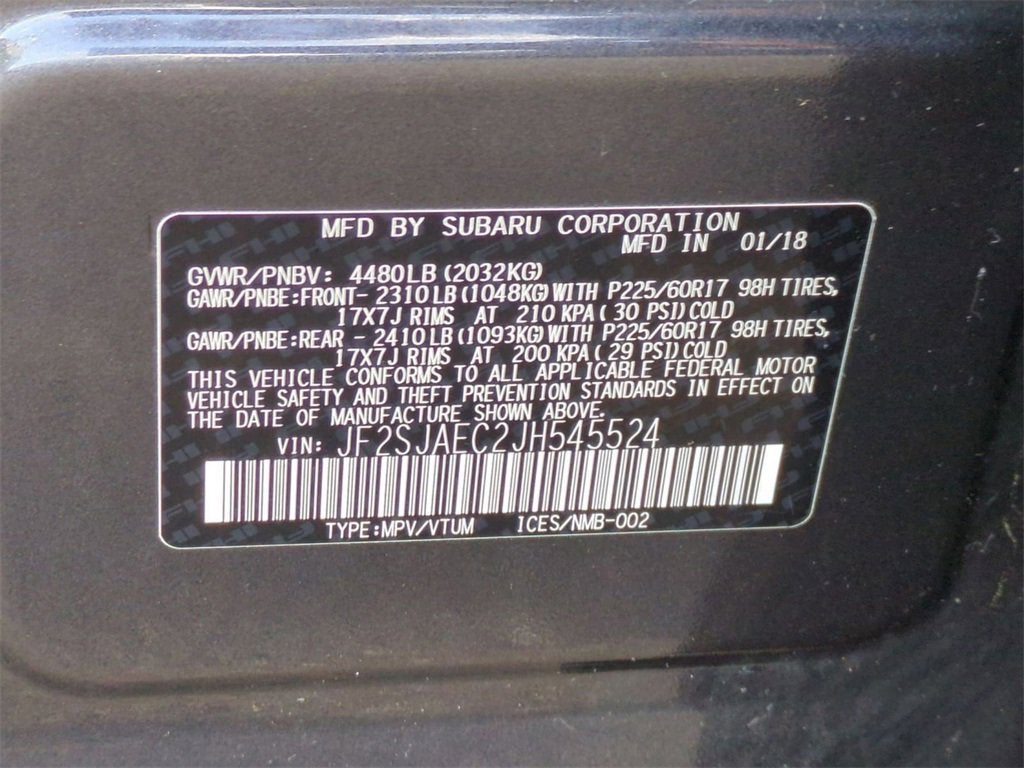 MFD BY SUBARU CORPORATION
MFD IN 01/18
GVWR/PNBV: 4480LB(2032KG)
GAWR/PNBE:FRONT- 2310LB(1048KG)WITH P225/60R17 98H TIRES,
17X7J RIMS AT 210 KPA( 30 PSI)COLD
GAWR/PNBE:REAR - 2410LB(1093KG)WITH P225/60R17 98H TIRES,
17X7J RIMS AT 200 KPA( 29 PSI)COLD
THIS VEHICLE CONFORMS TO ALL APPLICABLE FEDERAL MOTOR
VEHICLE SAFETY AND THEFT PREVENTION STANDARDS IN EFFECT ON
THE DATE OF MANUFACTURE SHOWN ABOVE.
VIN: JF2SJAEC2JH545524
TYPE:MPV/VTUM ICES/NMB-002